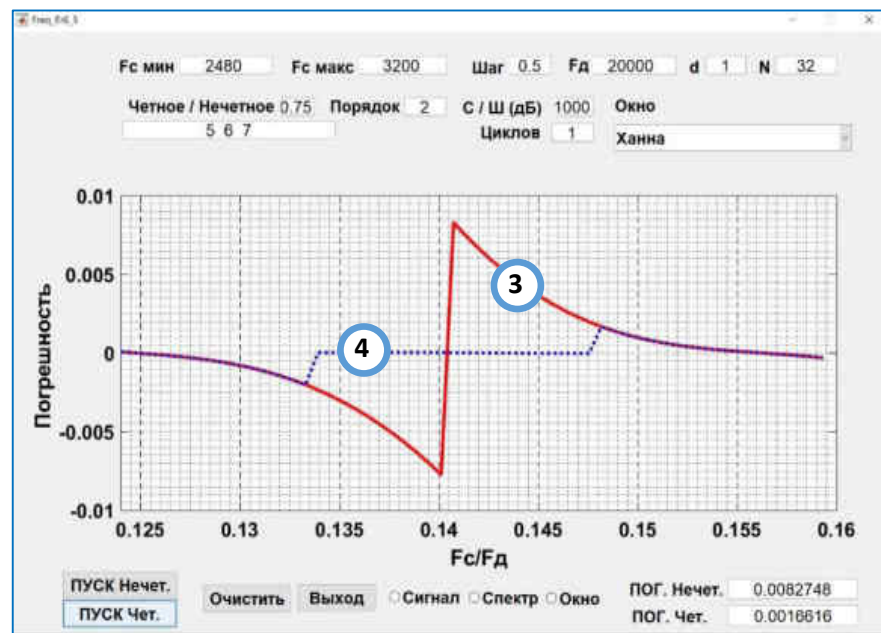 Freq_6r6_5
Fc мин 2480 Fc макс 3200 Шаг 0.5 Fд 20000 d 1 N 32
Четное / Нечетное 0.75 Порядок 2 С / Ш (дБ) 1000 Окно
5 6 7 Циклов 1 Ханна
0.01
0.005
0
-0.005
-0.01
Погрешность
3
4
0.125 0.13 0.135 0.14 0.145 0.15 0.155 0.16
Fc/Fд
ПУСК Нечет. Очистить Выход Сигнал Спектр Окно ПОГ. Нечет. 0.0082748
ПУСК Чет. ПОГ. Чет. 0.0016616